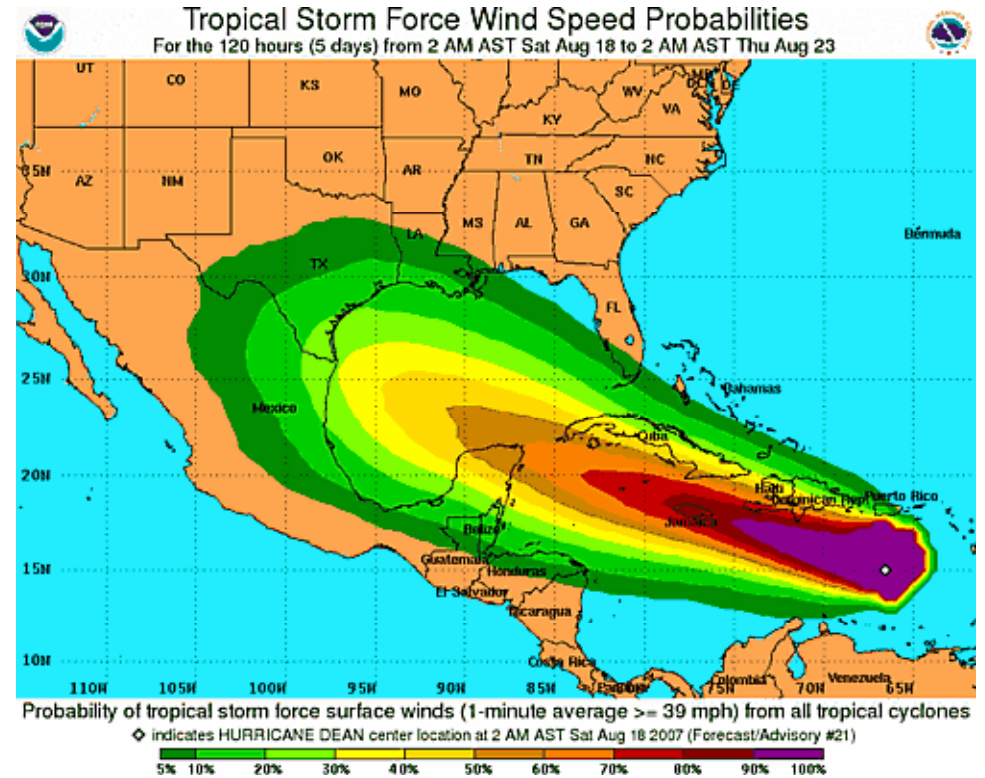 Tropical Storm Force Wind Speed Probabilities
For the 120 hours (5 days) from 2 AM AST Sat Aug 18 to 2 AM AST Thu Aug 23
UT
CO
KS
MO
WV
VA
KY
35N
AZ
NM
OK
AR
TN
NC
SC
MS
AL
GA
LA
Bermuda
TX
30N
FL
25N
Bahamas
Mexico
Cuba
20N
Haiti
Dominican Rep
Puerto Rico
Jamaica
Belize
Guatemala
15N
Honduras
El Salvador
Nicaragua
10N
Costa Rica
Panama
Colombia
Venezuela
110W 105W 100W 95W 90W 85W 75W 70W 65W
Probability of tropical storm force surface winds (1-minute average >= 39 mph) from all tropical cyclones
◇ indicates HURRICANE DEAN center location at 2 AM AST Sat Aug 18 2007 (Forecast/Advisory #21)
5% 10% 20% 30% 40% 50% 60% 70% 80% 90% 100%